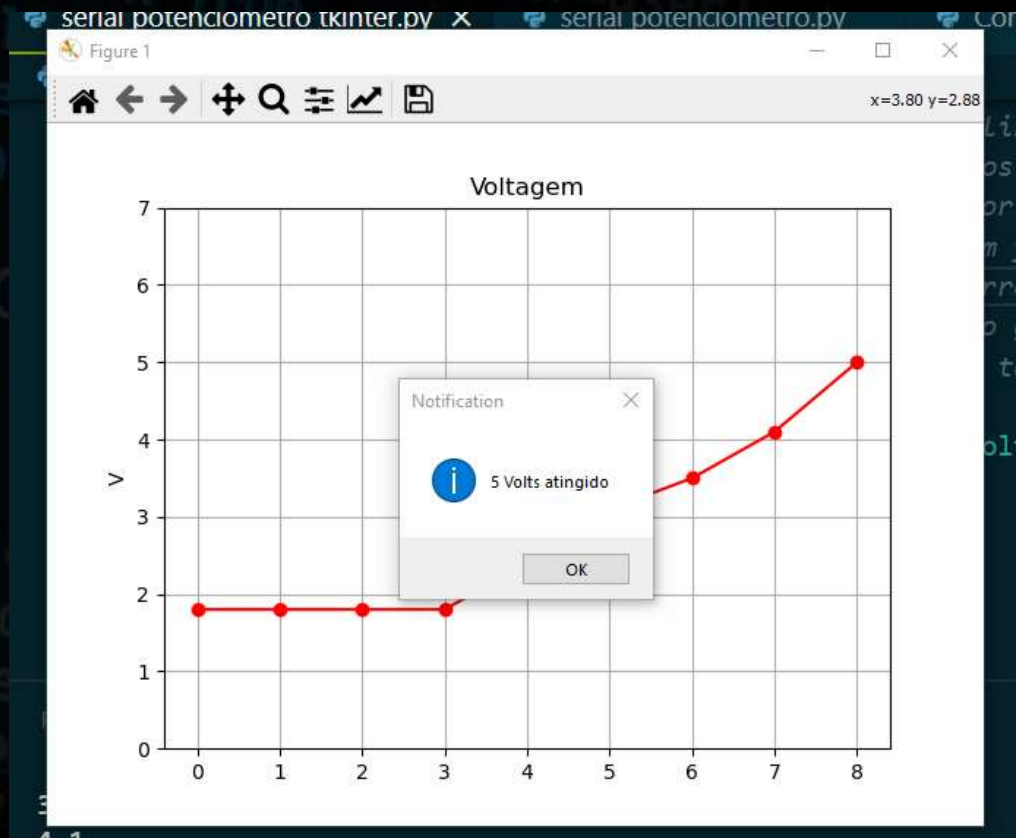 serial potenciometro tkinter.py
serial potenciometro.py
Figure 1
x=3.80 y=2.88
Voltagem
7
6
5
4
3
2
1
0
V
Notification
5 Volts atingido
OK
0 1 2 3 4 5 6 7 8